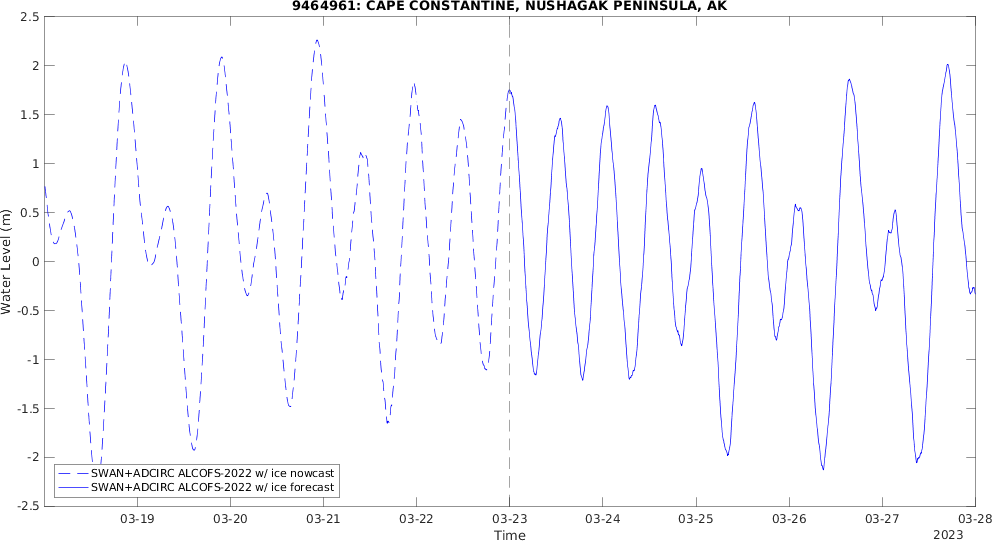 9464961: CAPE CONSTANTINE, NUSHAGAK PENINSULA, AK
2.5
2
1.5
1
0.5
0
-0.5
-1
-1.5
-2
-2.5
Water Level (m)
SWAN+ADCIRC ALCOFS-2022 w/ ice nowcast
SWAN+ADCIRC ALCOFS-2022 w/ ice forecast
03-19 03-20 03-21 03-22 03-23 03-24 03-25 03-26 03-27 03-28
Time
2023